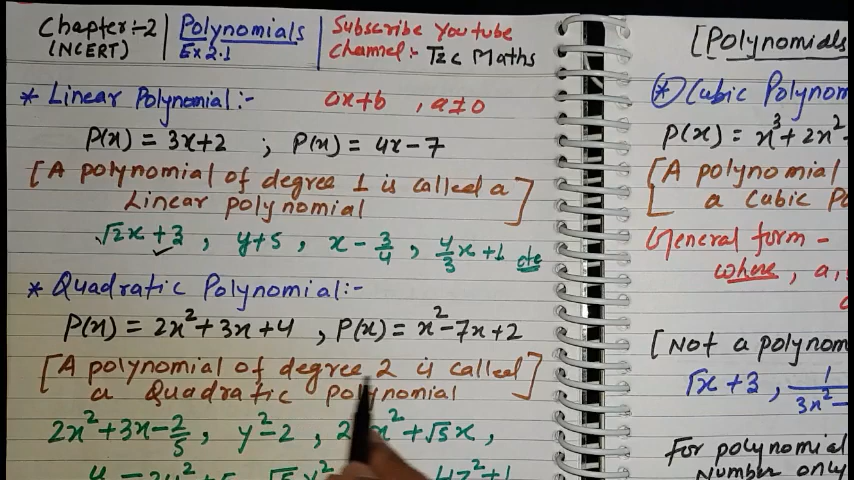 Chapter:-2 | Polynomials | Subscribe YouTube
(NCERT) Ex 2.1 Channel:- Tzc Maths
* Linear Polynomial:- ax+b , a≠0
P(x) = 3x+2 ; P(x) = 4x-7
[A polynomial of degree 1 is called a
Linear polynomial]
√2x+3 , y+5 , x - 3/4 , 4/3x+1 etc
* Quadratic Polynomial:-
P(x) = 2x²+3x+4 , P(x) = x²-7x+2
[A polynomial of degree 2 is called
a Quadratic polynomial]
2x²+3x-2/5 , y²-2 , x²+√3x ,
[Polynomials
* Cubic Polynom
P(x) = x³+2x²-
[A polynomial
a Cubic Po
General form -
where , a,
[Not a polynom
√x+3 , 1/3x²-
For polynomial
Number only